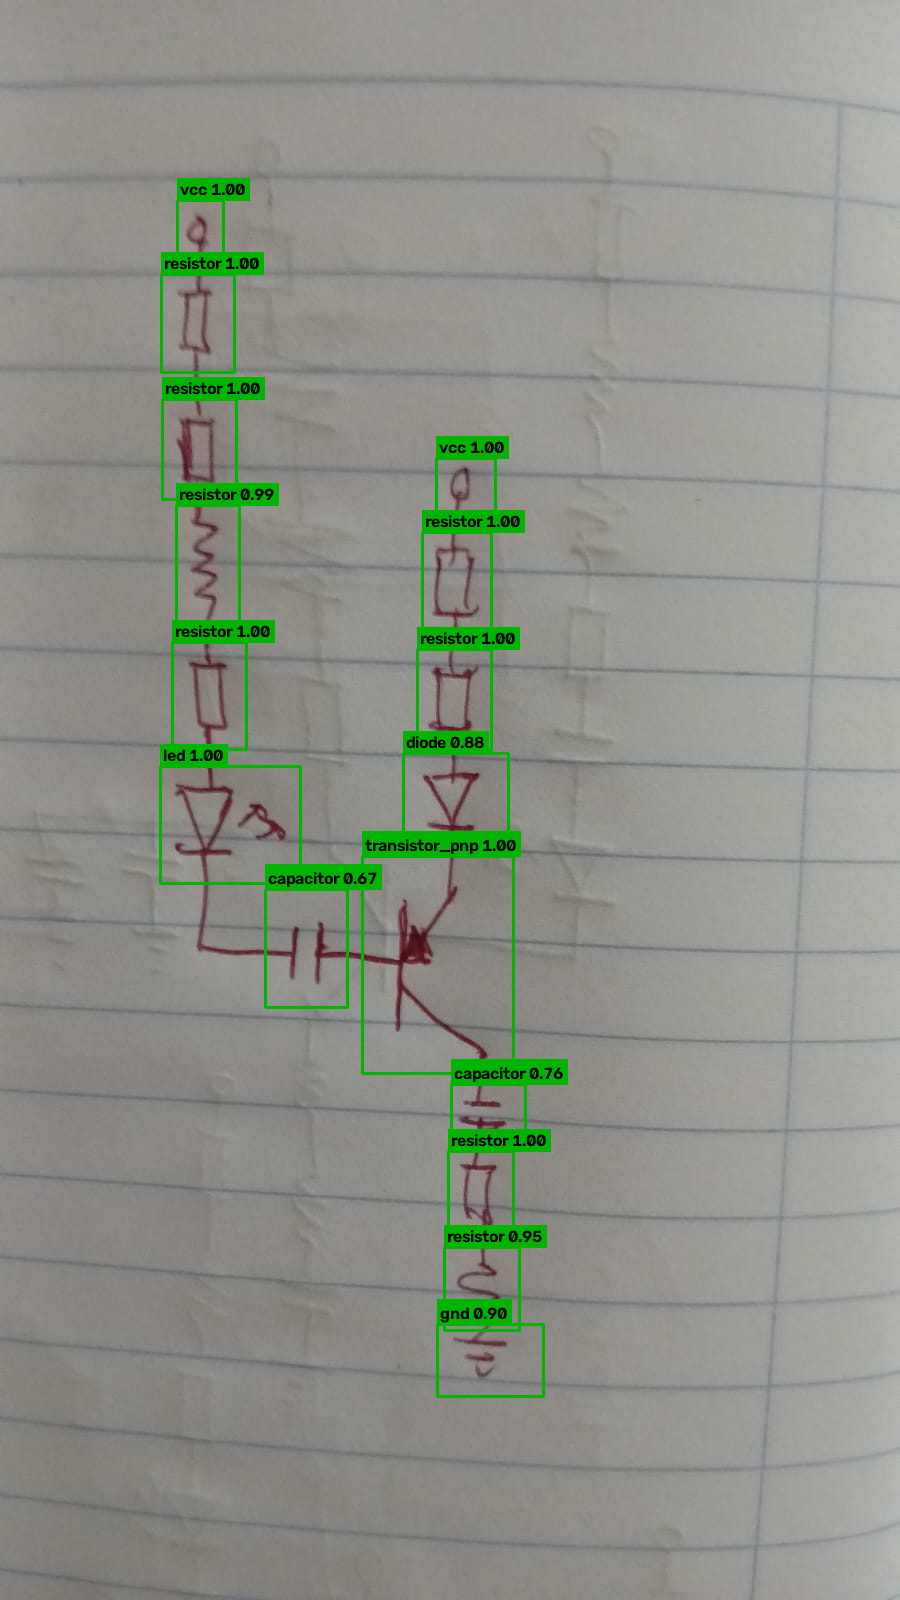 vcc 1.00
resistor 1.00
resistor 1.00
vcc 1.00
resistor 0.99
resistor 1.00
resistor 1.00
resistor 1.00
diode 0.88
led 1.00
transistor_pnp 1.00
capacitor 0.67
capacitor 0.76
resistor 1.00
resistor 0.95
gnd 0.90